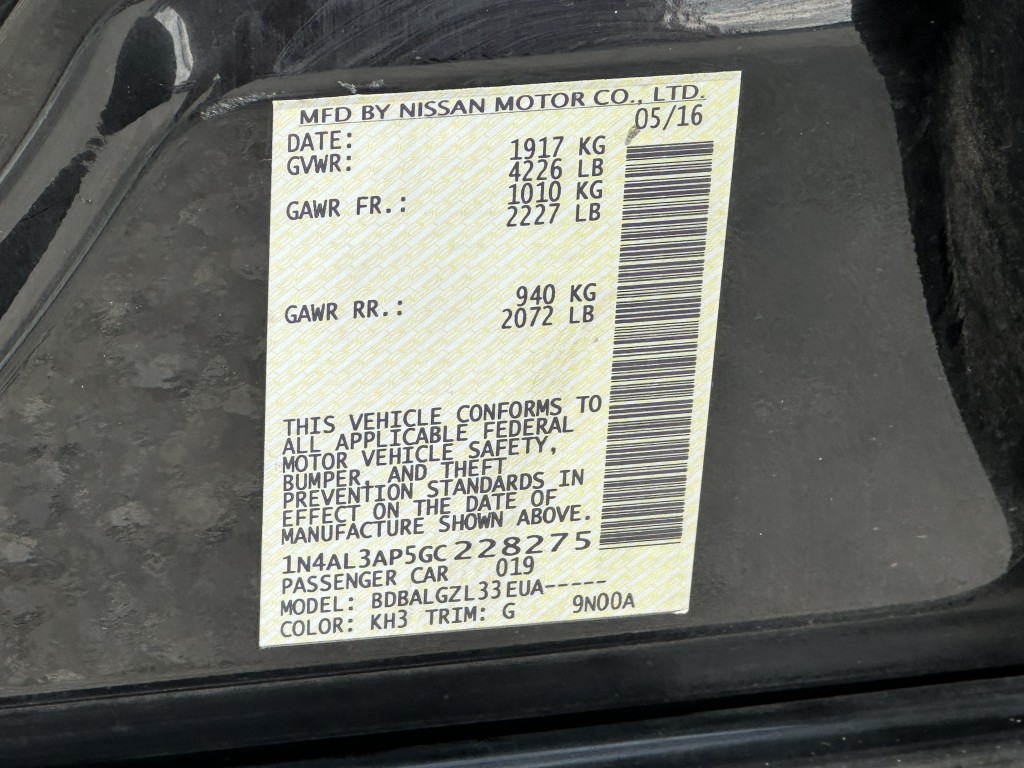 MFD BY NISSAN MOTOR CO., LTD.
DATE: 05/16
GVWR: 1917 KG
4226 LB
GAWR FR.: 1010 KG
2227 LB
GAWR RR.: 940 KG
2072 LB
THIS VEHICLE CONFORMS TO
ALL APPLICABLE FEDERAL
MOTOR VEHICLE SAFETY,
BUMPER, AND THEFT
PREVENTION STANDARDS IN
EFFECT ON THE DATE OF
MANUFACTURE SHOWN ABOVE.
1N4AL3AP5GC228275
PASSENGER CAR 019
MODEL: BDBALGZL33EUA-----
COLOR: KH3 TRIM: G 9N00A